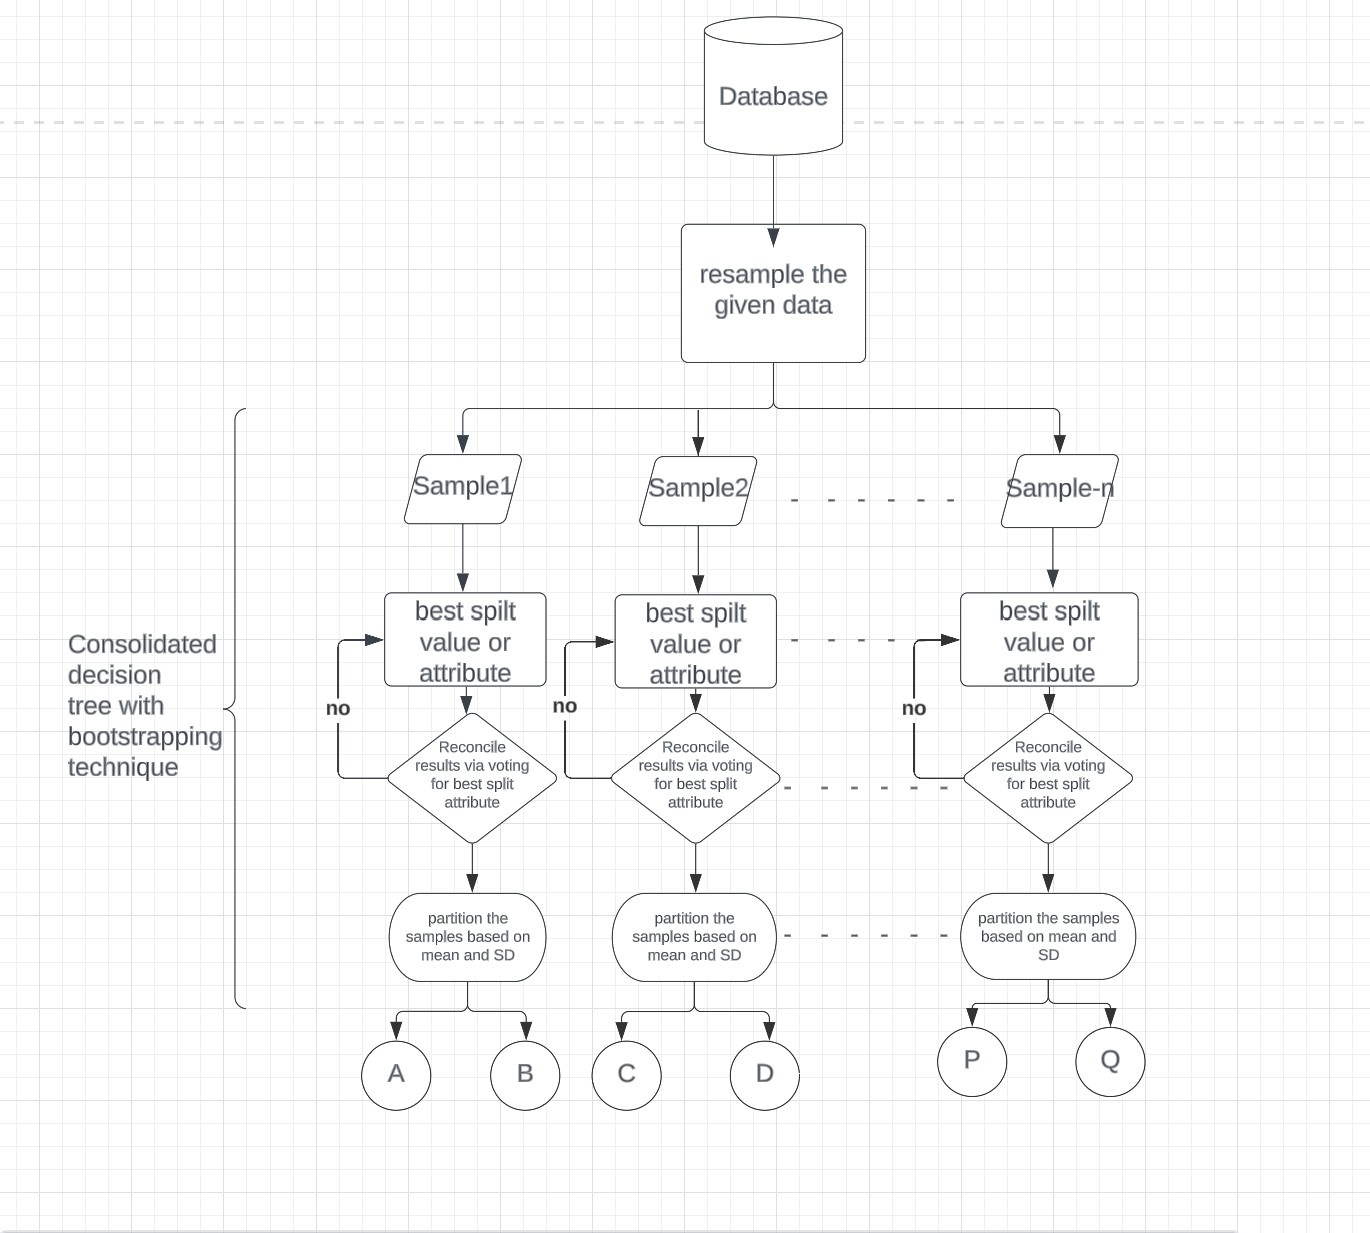 Database
resample the
given data
Sample1
Sample2
Sample-n
best spilt
value or
attribute
best spilt
value or
attribute
best spilt
value or
attribute
Consolidated
decision
tree with
bootstrapping
technique
no
no
no
Reconcile
results via voting
for best split
attribute
Reconcile
results via voting
for best split
attribute
Reconcile
results via voting
for best split
attribute
partition the
samples based on
mean and SD
partition the
samples based on
mean and SD
partition the samples
based on mean and
SD
A
B
C
D
P
Q